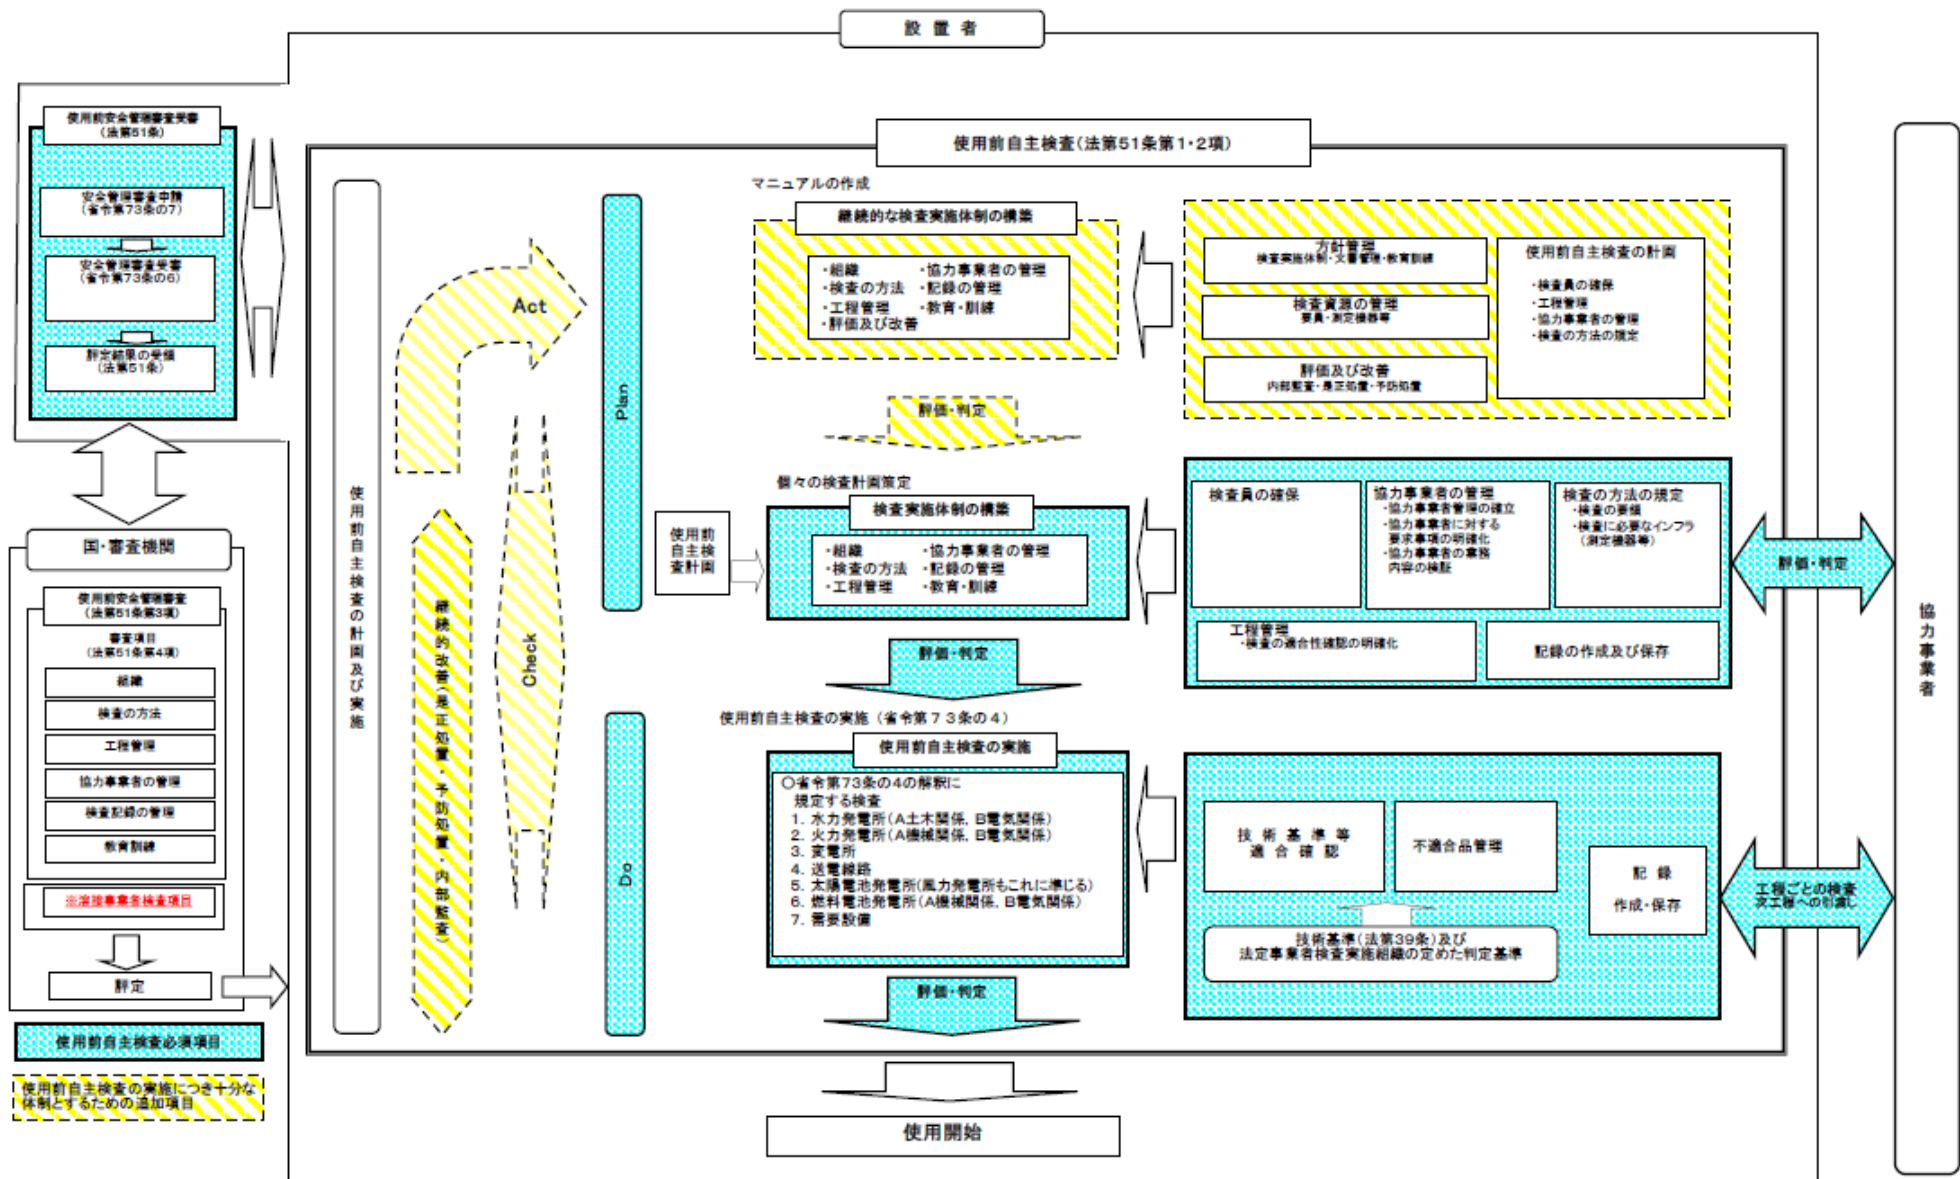 設置者
使用前安全管理審査受審
(法第51条)
安全管理審査申請
(省令第73条の7)
安全管理審査受審
(省令第73条の6)
評定結果の受領
(法第51条)
国・審査機関
使用前安全管理審査
(法第51条第3項)
審査項目
(法第51条第4項)
組織
検査の方法
工程管理
協力事業者の管理
検査記録の管理
教育訓練
※溶接事業者検査項目
評定
使用前自主検査必須項目
使用前自主検査の実施につき十分な
体制とするための追加項目
使用前自主検査(法第51条第1・2項)
使用前自主検査の計画及び実施
Act
Check
継続的改善(是正処置・予防処置・内部監査)
Plan
Do
マニュアルの作成
継続的な検査実施体制の構築
・組織 ・協力事業者の管理
・検査の方法 ・記録の管理
・工程管理 ・教育・訓練
・評価及び改善
方針管理
検査実施体制・文書管理・教育訓練
検査資源の管理
要員・測定機器等
評価及び改善
内部監査・是正処置・予防処置
使用前自主検査の計画
・検査員の確保
・工程管理
・協力事業者の管理
・検査の方法の規定
評価・判定
個々の検査計画策定
使用前
自主検
査計画
検査実施体制の構築
・組織 ・協力事業者の管理
・検査の方法 ・記録の管理
・工程管理 ・教育・訓練
検査員の確保
協力事業者の管理
・協力事業者管理の確立
・協力事業者に対する
要求事項の明確化
・協力事業者の業務
内容の検証
検査の方法の規定
・検査の要領
・検査に必要なインフラ
(測定機器等)
工程管理
・検査の適合性確認の明確化
記録の作成及び保存
評価・判定
評価・判定
使用前自主検査の実施(省令第73条の4)
使用前自主検査の実施
○省令第73条の4の解釈に
規定する検査
1. 水力発電所(A土木関係, B電気関係)
2. 火力発電所(A機械関係, B電気関係)
3. 変電所
4. 送電線路
5. 太陽電池発電所(風力発電所もこれに準じる)
6. 燃料電池発電所(A機械関係, B電気関係)
7. 需要設備
技術基準等
適合確認
不適合品管理
記録
作成・保存
技術基準(法第39条)及び
法定事業者検査実施組織の定めた判定基準
工程ごとの検査
次工程への引渡し
評価・判定
使用開始
協力事業者